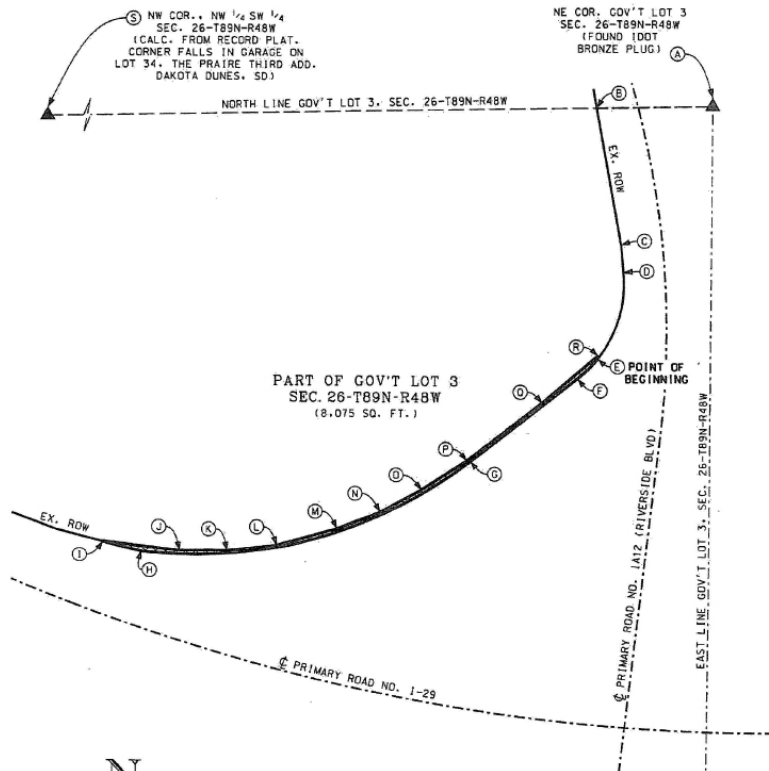 S
NW COR., NW 1/4 SW 1/4
SEC. 26-T89N-R48W
(CALC. FROM RECORD PLAT.
CORNER FALLS IN GARAGE ON
LOT 34, THE PRAIRE THIRD ADD.
DAKOTA DUNES, SD)
NE COR. GOV'T LOT 3
SEC. 26-T89N-R48W
(FOUND IDOT
BRONZE PLUG)
A
NORTH LINE GOV'T LOT 3, SEC. 26-T89N-R48W
B
EX. ROW
C
D
R
E
POINT OF
BEGINNING
F
PART OF GOV'T LOT 3
SEC. 26-T89N-R48W
(8,075 SQ. FT.)
Q
P
G
O
N
M
L
K
J
EX. ROW
I
H
℄ PRIMARY ROAD NO. 1A12 (RIVERSIDE BLVD)
EAST LINE GOV'T LOT 3, SEC. 26-T89N-R48W
℄ PRIMARY ROAD NO. I-29
N